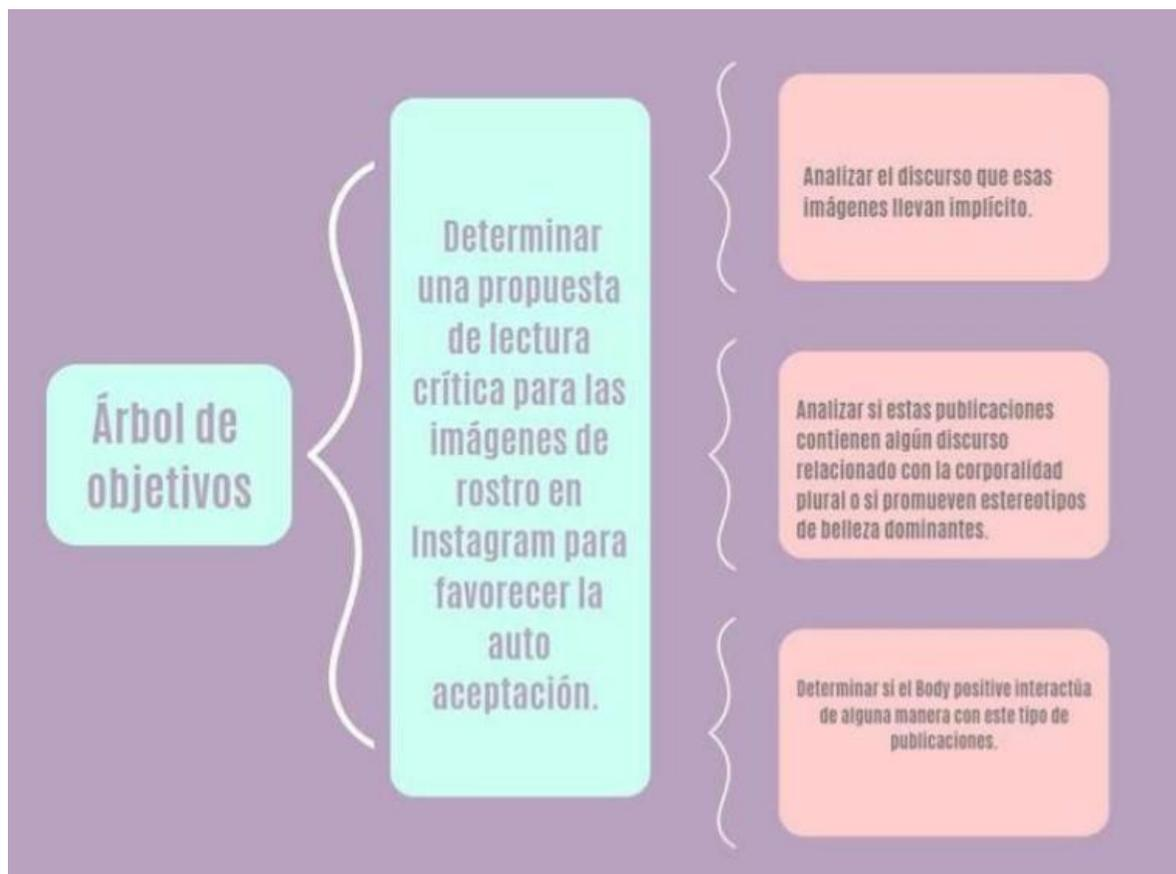 Árbol de
objetivos
Determinar
una propuesta
de lectura
crítica para las
imágenes de
rostro en
Instagram para
favorecer la
auto
aceptación.
Analizar el discurso que esas
imágenes llevan implícito.
Analizar si estas publicaciones
contienen algún discurso
relacionado con la corporalidad
plural o si promueven estereotipos
de belleza dominantes.
Determinar si el Body positive interactúa
de alguna manera con este tipo de
publicaciones.